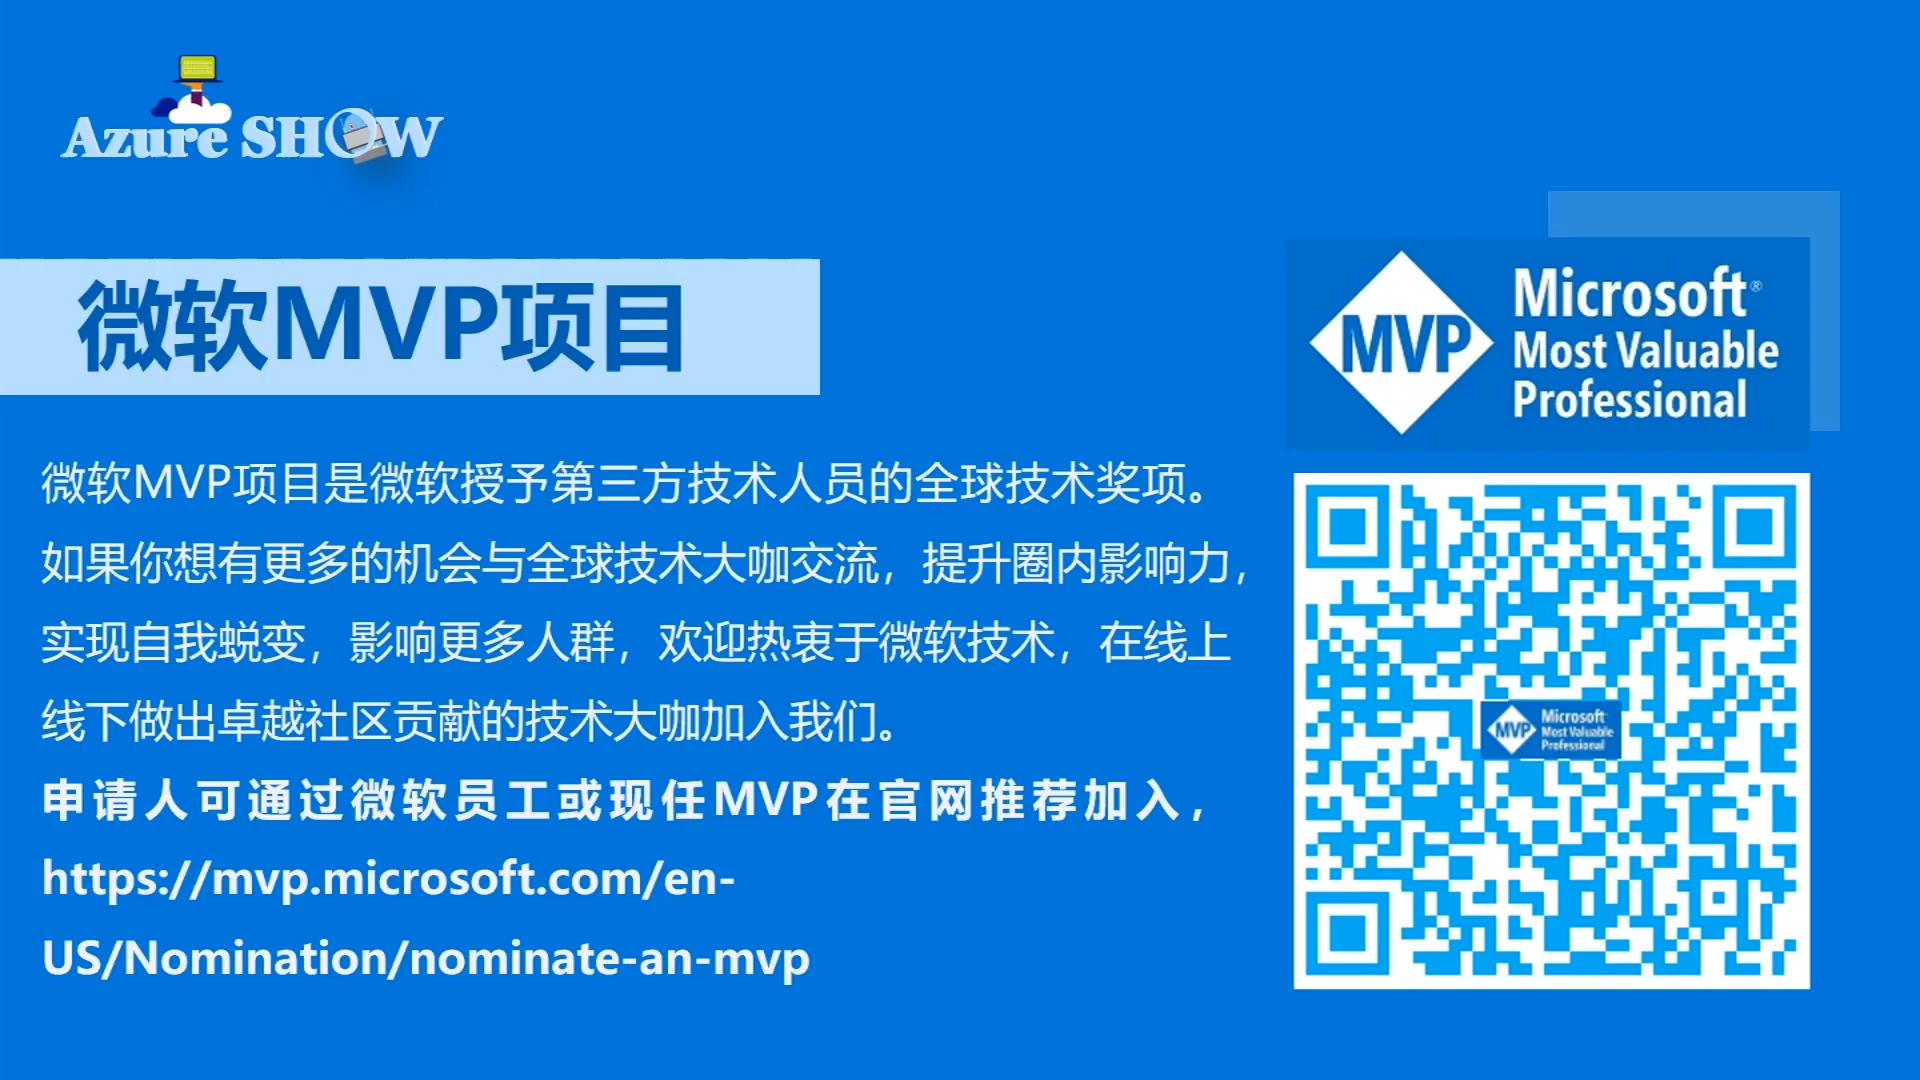 Azure SHOW
微软MVP项目
MVP
Microsoft®
Most Valuable
Professional
微软MVP项目是微软授予第三方技术人员的全球技术奖项。
如果你想有更多的机会与全球技术大咖交流，提升圈内影响力，
实现自我蜕变，影响更多人群，欢迎热衷于微软技术，在线上
线下做出卓越社区贡献的技术大咖加入我们。
申请人可通过微软员工或现任MVP在官网推荐加入，
https://mvp.microsoft.com/en-
US/Nomination/nominate-an-mvp
MVP
Microsoft
Most Valuable
Professional